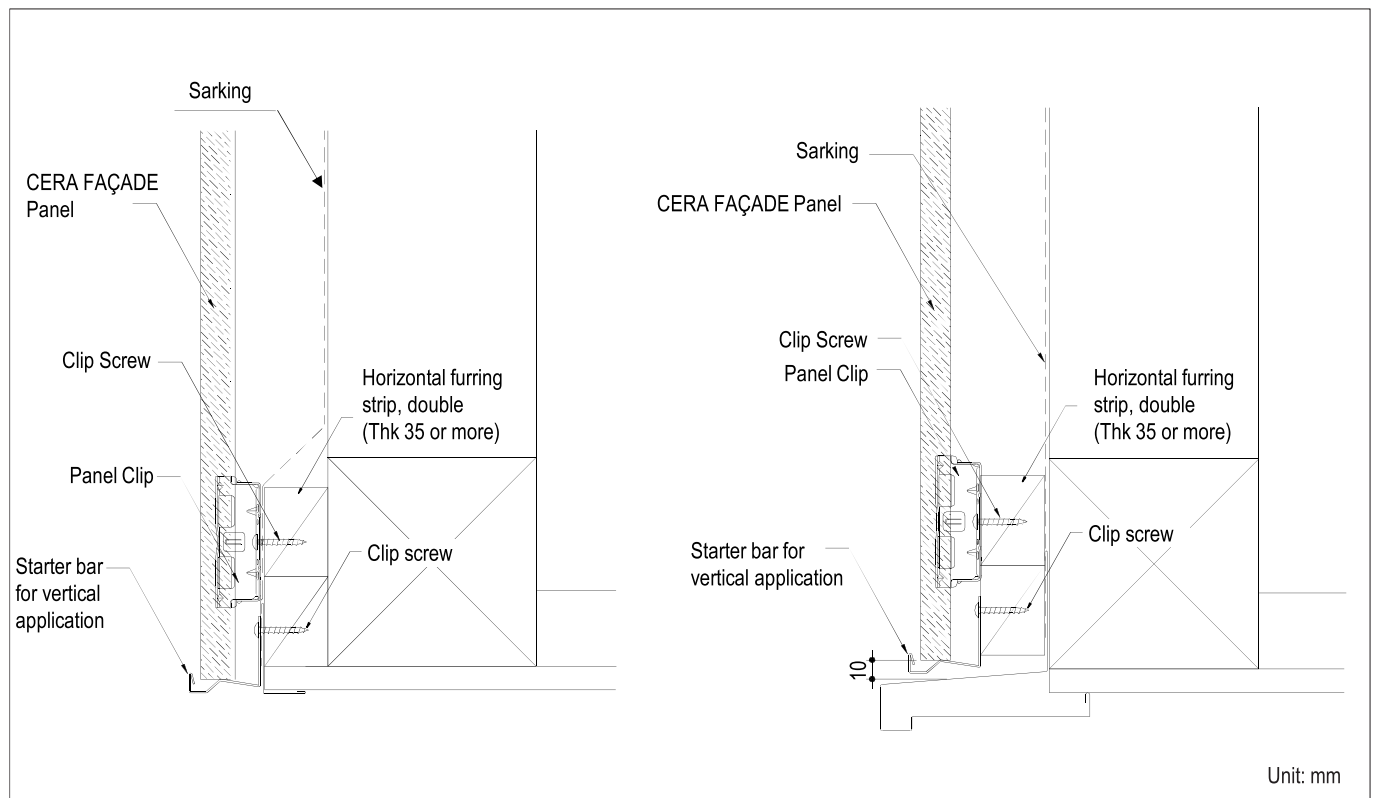 Sarking
CERA FAÇADE
Panel
Clip Screw
Horizontal furring
strip, double
(Thk 35 or more)
Panel Clip
Clip screw
Starter bar
for vertical
application
Sarking
CERA FAÇADE Panel
Clip Screw
Panel Clip
Horizontal furring
strip, double
(Thk 35 or more)
Clip screw
Starter bar for
vertical application
10
Unit: mm